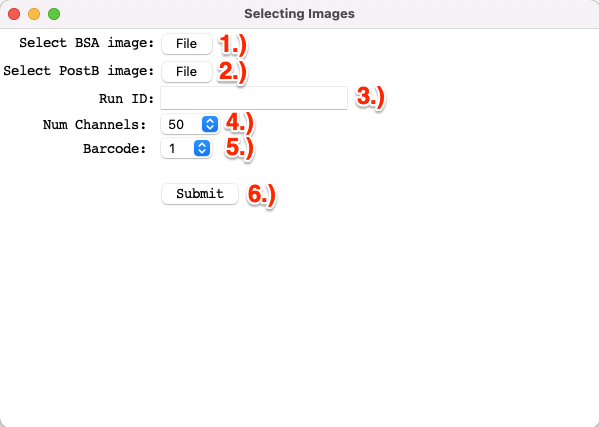 Selecting Images
Select BSA image: File 1.)
Select PostB image: File 2.)
Run ID: 3.)
Num Channels: 50 4.)
Barcode: 1 5.)
Submit 6.)